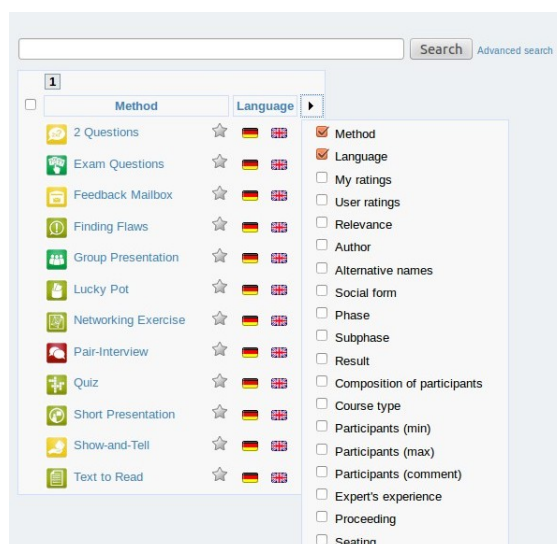 Search Advanced search
1
Method Language
2 Questions
Exam Questions
Feedback Mailbox
Finding Flaws
Group Presentation
Lucky Pot
Networking Exercise
Pair-Interview
Quiz
Short Presentation
Show-and-Tell
Text to Read
Method
Language
My ratings
User ratings
Relevance
Author
Alternative names
Social form
Phase
Subphase
Result
Composition of participants
Course type
Participants (min)
Participants (max)
Participants (comment)
Expert's experience
Proceeding
Seating